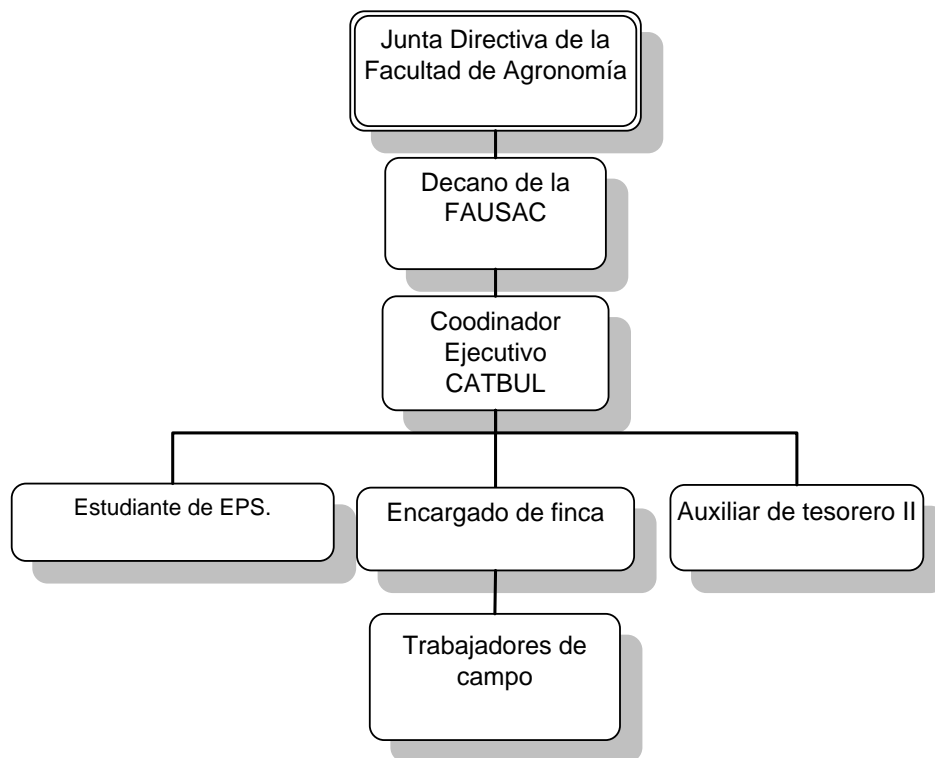 Junta Directiva de la
Facultad de Agronomía
Decano de la
FAUSAC
Coodinador
Ejecutivo
CATBUL
Estudiante de EPS.
Encargado de finca
Auxiliar de tesorero II
Trabajadores de
campo